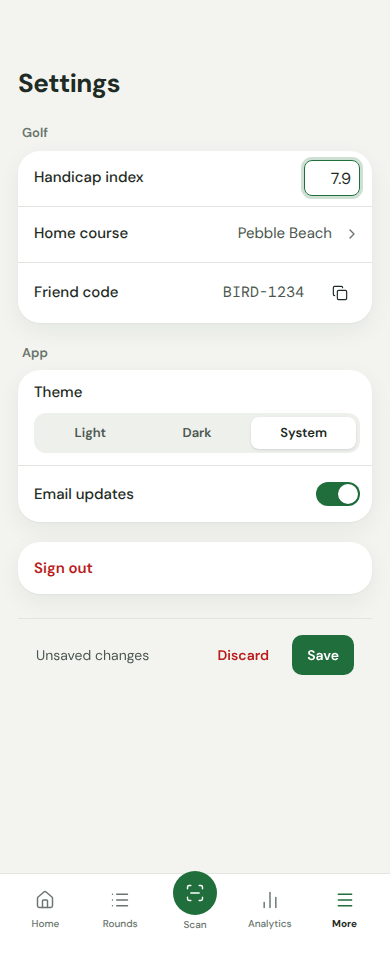 Settings
Golf
Handicap index 7.9
Home course Pebble Beach
Friend code BIRD-1234
App
Theme
Light Dark System
Email updates
Sign out
Unsaved changes Discard Save
Home Rounds Scan Analytics More